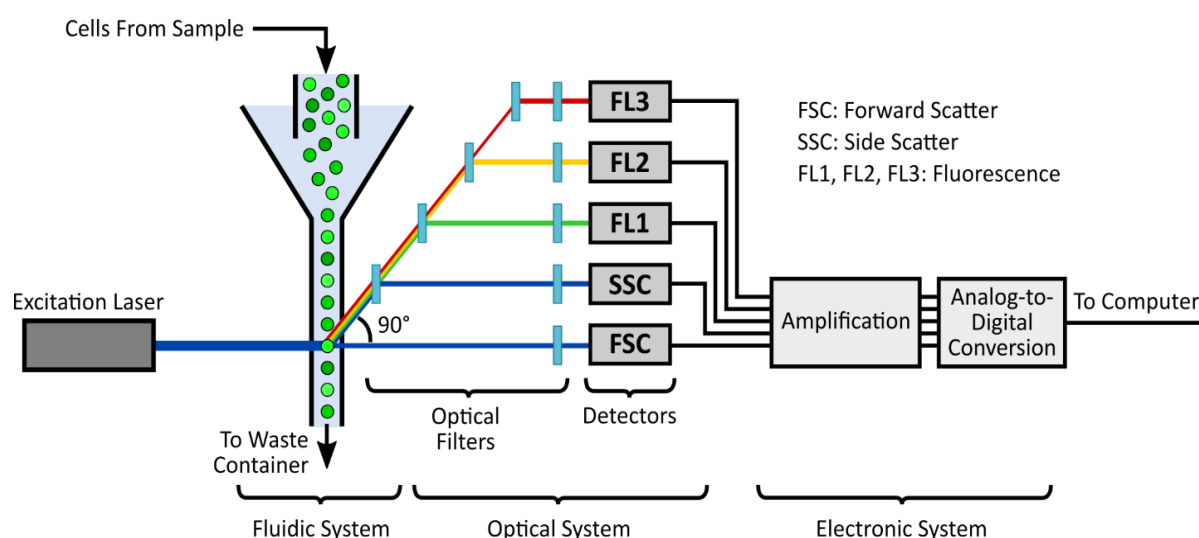 Cells From Sample
FL3
FL2
FL1
SSC
FSC
FSC: Forward Scatter
SSC: Side Scatter
FL1, FL2, FL3: Fluorescence
Excitation Laser
90°
Amplification
Analog-to-
Digital
Conversion
To Computer
Optical
Filters
Detectors
To Waste
Container
Fluidic System
Optical System
Electronic System